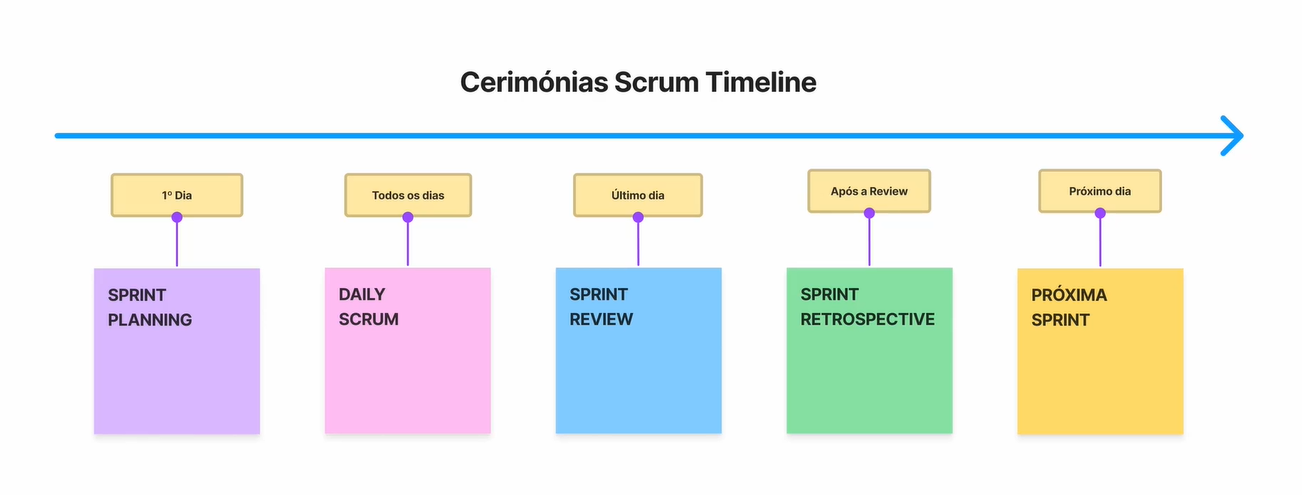 Cerimónias Scrum Timeline
1º Dia
Todos os dias
Último dia
Após a Review
Próximo dia
SPRINT
PLANNING
DAILY
SCRUM
SPRINT
REVIEW
SPRINT
RETROSPECTIVE
PRÓXIMA
SPRINT